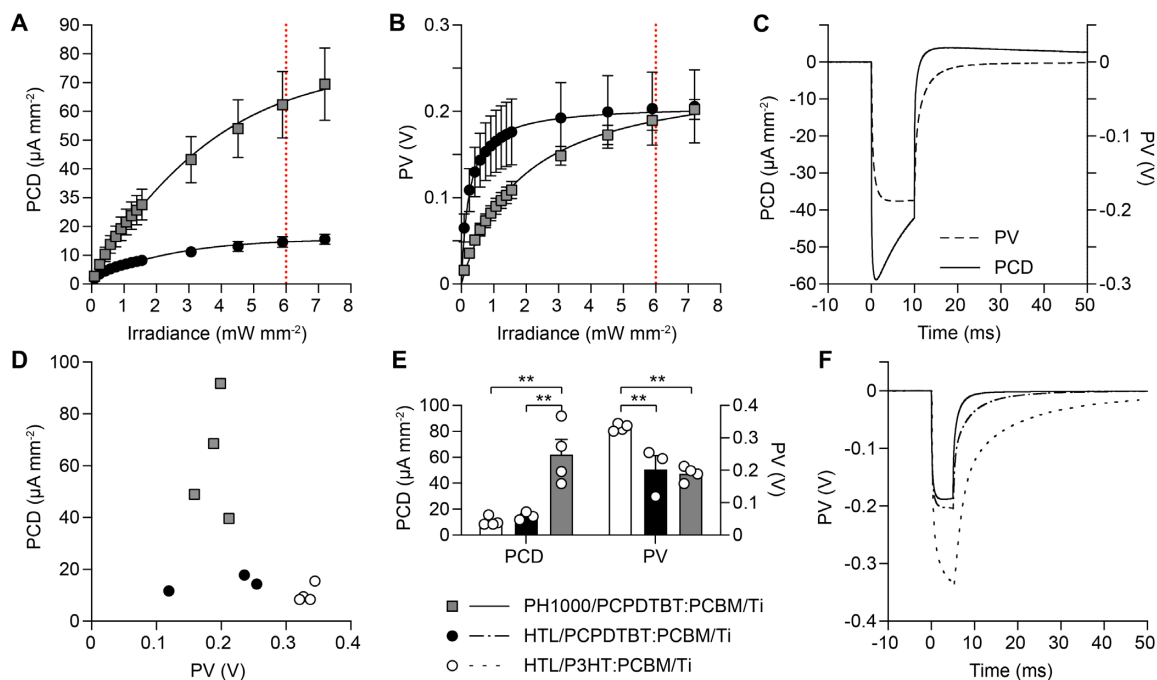 A
90
80
70
60
50
40
35
20
10
0
PCD (µA mm-2)
0 1 2 3 4 5 6 7 8
Irradiance (mW mm-2)
B
0.3
0.2
0.1
0
PV (V)
0 1 2 3 4 5 6 7 8
Irradiance (mW mm-2)
C
0
-10
-20
-30
-40
-50
-60
PCD (µA mm-2)
PV
PCD
0.1
0
-0.1
-0.2
-0.3
PV (V)
-10 0 10 20 30 40 50
Time (ms)
D
100
80
60
40
20
0
PCD (µA mm-2)
0 0.1 0.2 0.3 0.4
PV (V)
E
** **
** **
100
80
60
40
20
0
PCD (µA mm-2)
0.4
0.3
0.2
0.1
0
PV (V)
PCD PV
PH1000/PCPDTBT:PCBM/Ti
HTL/PCPDTBT:PCBM/Ti
HTL/P3HT:PCBM/Ti
F
0
-0.1
-0.2
-0.3
-0.4
PV (V)
-10 0 10 20 30 40 50
Time (ms)